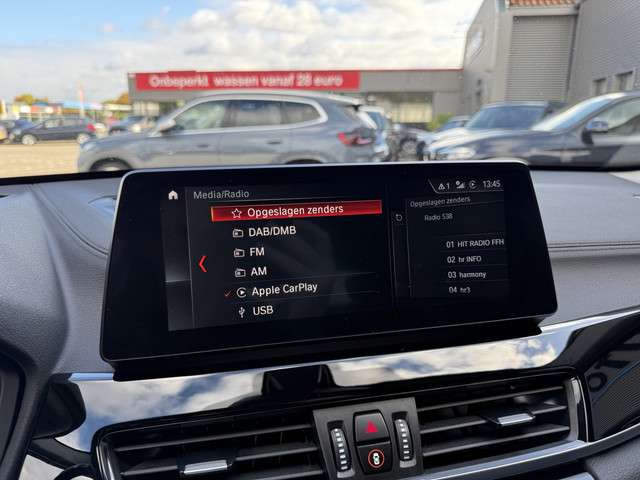 Onbeperkt wassen vanaf 28 euro
Media/Radio
1
13:45
Opgeslagen zenders
DAB/DMB
FM
AM
Apple CarPlay
USB
Opgeslagen zenders
Radio 538
01 HIT RADIO FFH
02 hr INFO
03 harmony
04 hr3